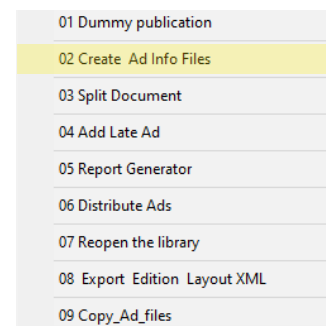 01 Dummy publication
02 Create Ad Info Files
03 Split Document
04 Add Late Ad
05 Report Generator
06 Distribute Ads
07 Reopen the library
08 Export Edition Layout XML
09 Copy_Ad_files